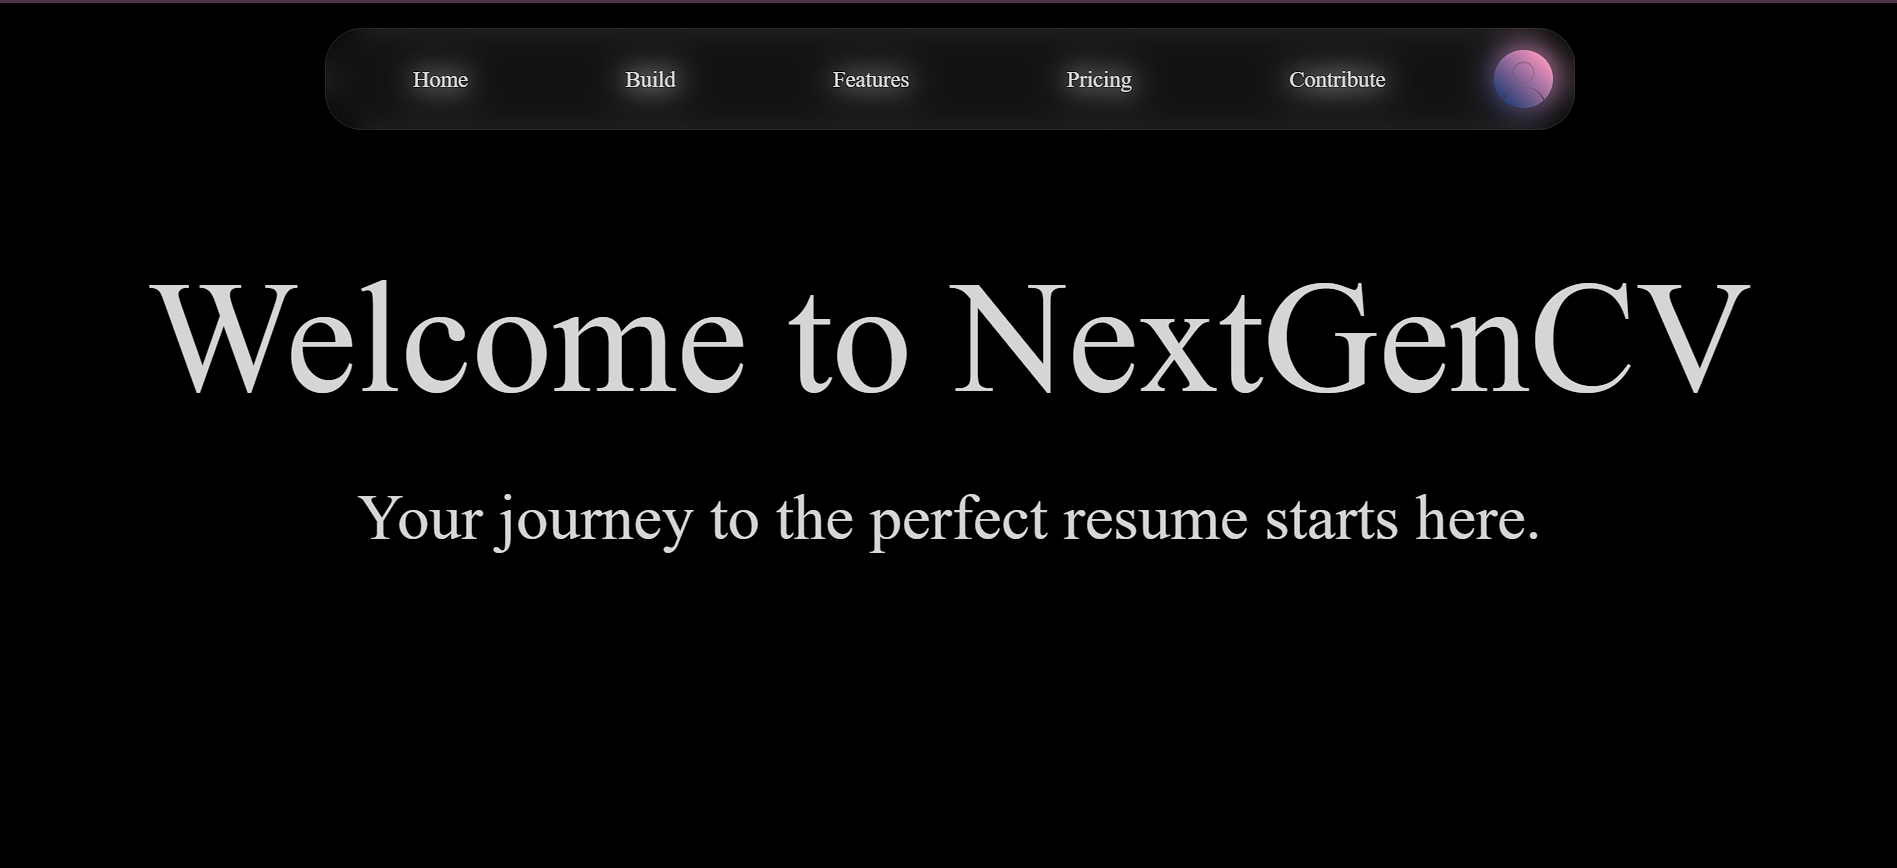 Home Build Features Pricing Contribute
Welcome to NextGenCV
Your journey to the perfect resume starts here.